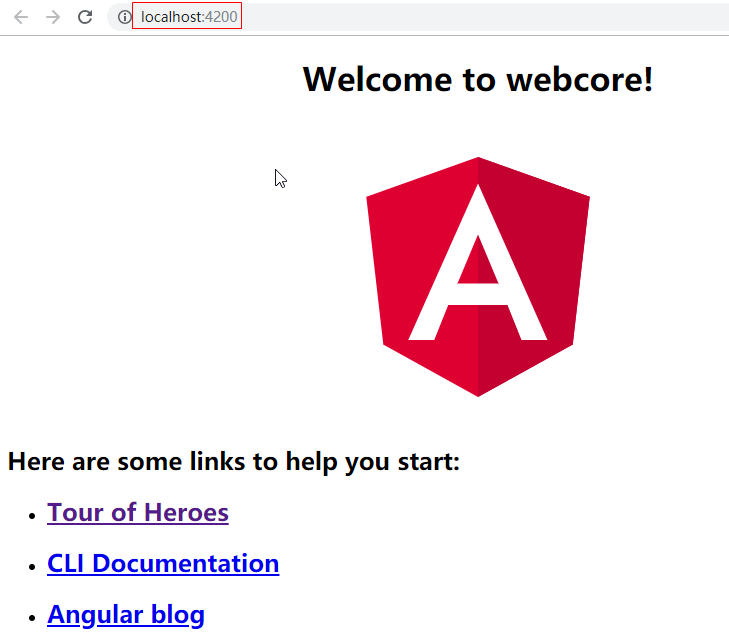 localhost:4200
Welcome to webcore!
A
Here are some links to help you start:
Tour of Heroes
CLI Documentation
Angular blog